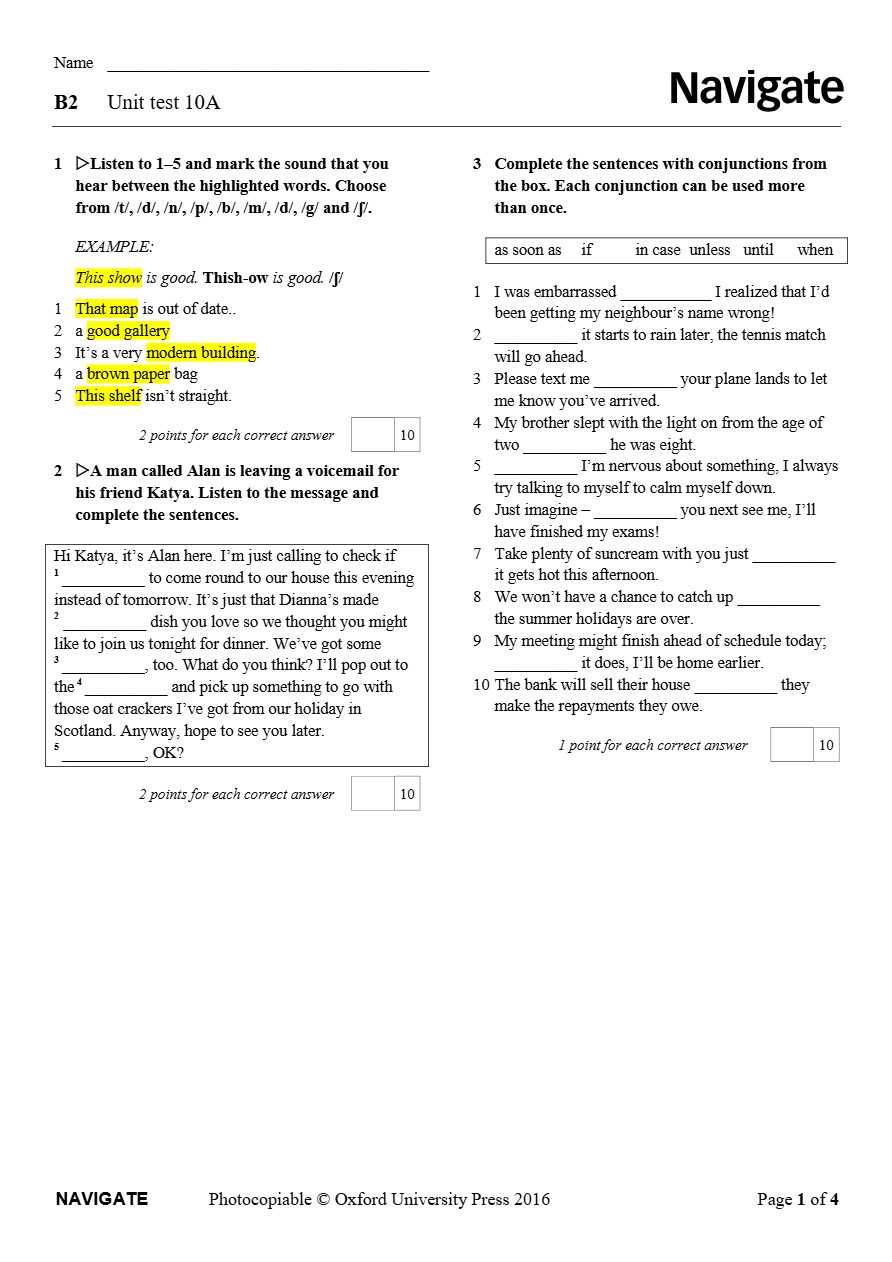 Name ________________________________________
Navigate
B2 Unit test 10A
1 ▷Listen to 1–5 and mark the sound that you
hear between the highlighted words. Choose
from /t/, /d/, /n/, /p/, /b/, /m/, /d/, /g/ and /ʃ/.
EXAMPLE:
This show is good. Thish-ow is good. /ʃ/
1 That map is out of date..
2 a good gallery
3 It’s a very modern building.
4 a brown paper bag
5 This shelf isn’t straight.
2 points for each correct answer 10
2 ▷A man called Alan is leaving a voicemail for
his friend Katya. Listen to the message and
complete the sentences.
Hi Katya, it’s Alan here. I’m just calling to check if
1 __________ to come round to our house this evening
instead of tomorrow. It’s just that Dianna’s made
2 __________ dish you love so we thought you might
like to join us tonight for dinner. We’ve got some
3 __________, too. What do you think? I’ll pop out to
the 4 __________ and pick up something to go with
those oat crackers I’ve got from our holiday in
Scotland. Anyway, hope to see you later.
5 __________, OK?
2 points for each correct answer 10
3 Complete the sentences with conjunctions from
the box. Each conjunction can be used more
than once.
as soon as if in case unless until when
1 I was embarrassed ___________ I realized that I’d
been getting my neighbour’s name wrong!
2 __________ it starts to rain later, the tennis match
will go ahead.
3 Please text me __________ your plane lands to let
me know you’ve arrived.
4 My brother slept with the light on from the age of
two __________ he was eight.
5 __________ I’m nervous about something, I always
try talking to myself to calm myself down.
6 Just imagine – __________ you next see me, I’ll
have finished my exams!
7 Take plenty of suncream with you just __________
it gets hot this afternoon.
8 We won’t have a chance to catch up __________
the summer holidays are over.
9 My meeting might finish ahead of schedule today;
__________ it does, I’ll be home earlier.
10 The bank will sell their house __________ they
make the repayments they owe.
1 point for each correct answer 10
NAVIGATE Photocopiable © Oxford University Press 2016 Page 1 of 4